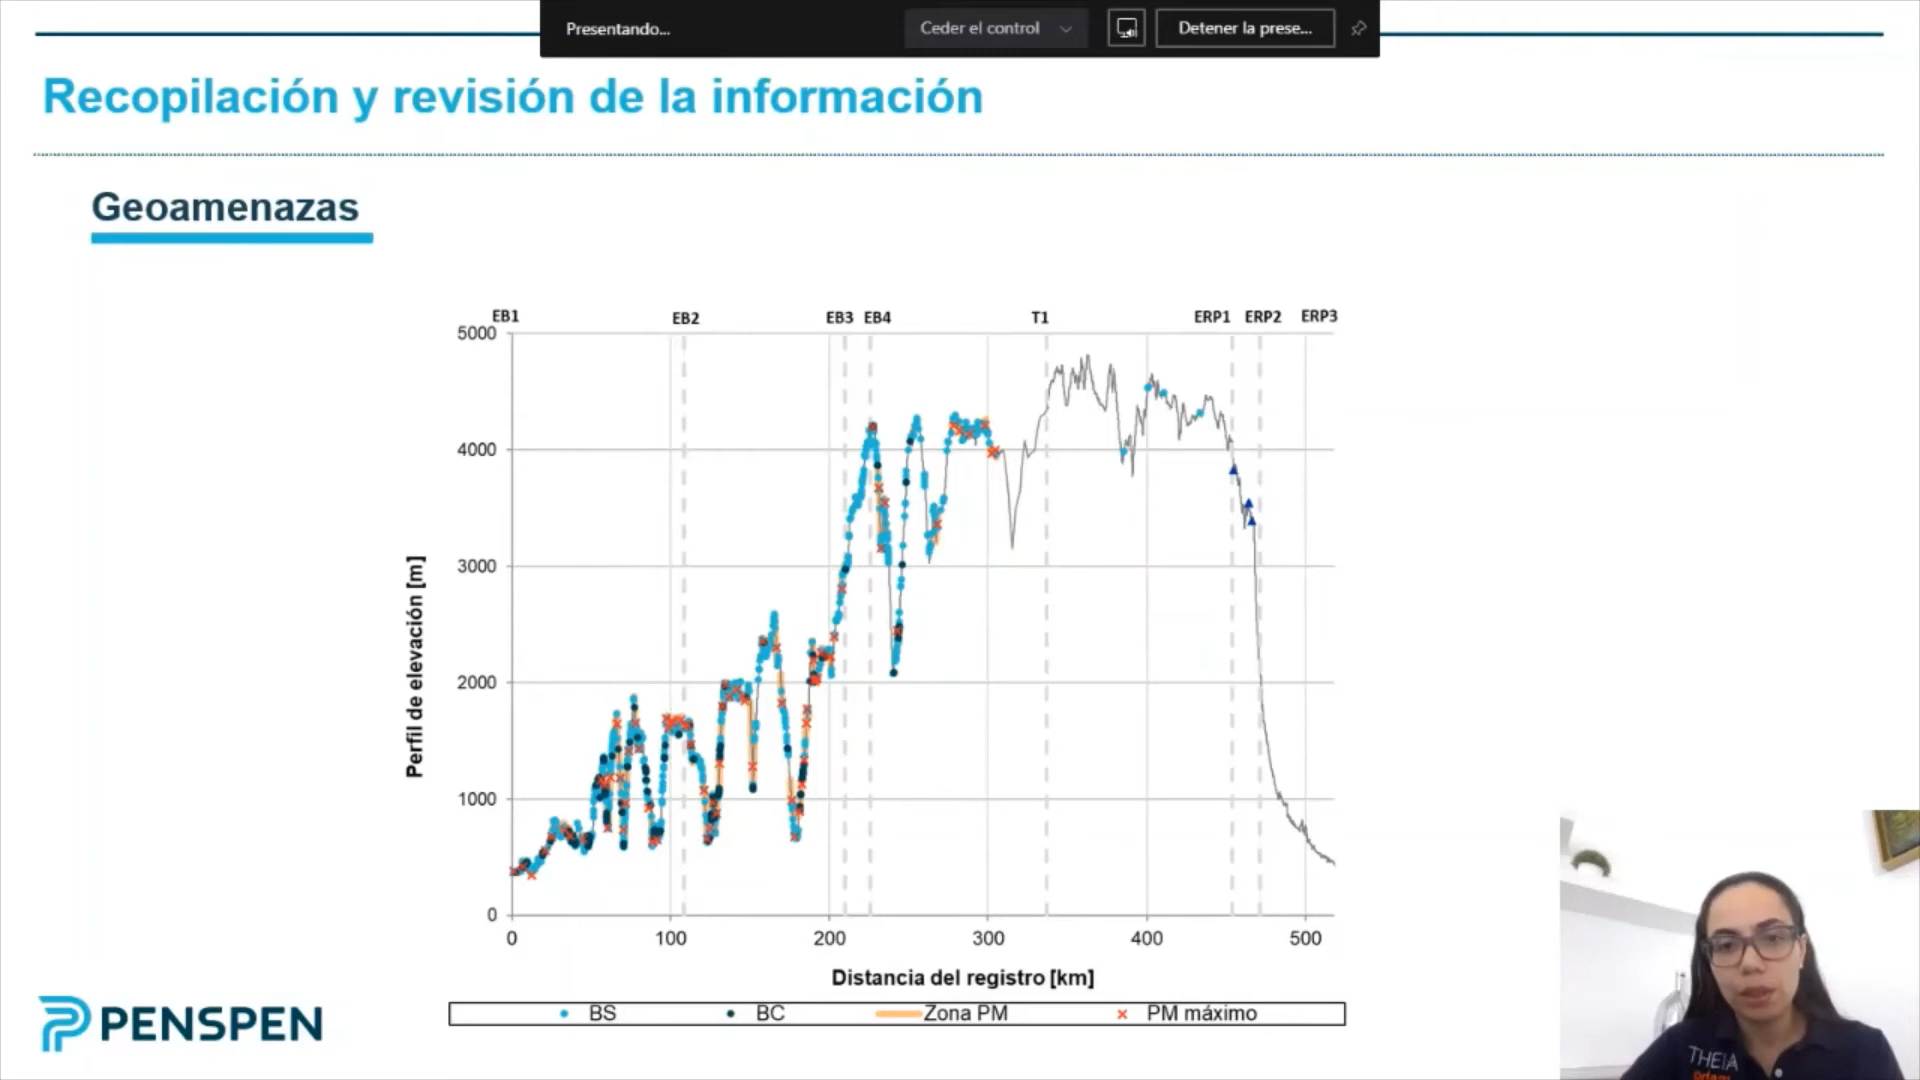 Presentando...
Ceder el control
Detener la prese...
Recopilación y revisión de la información
Geoamenazas
EB1 EB2 EB3 EB4 T1 ERP1 ERP2 ERP3
5000
4000
3000
2000
1000
0
Perfil de elevación [m]
0 100 200 300 400 500
Distancia del registro [km]
BS BC Zona PM PM máximo
PENSPEN
THEIA